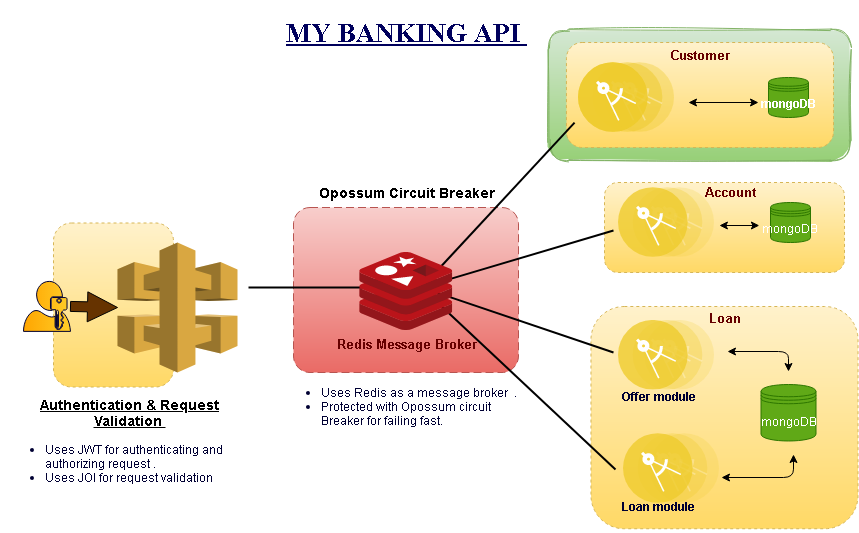 MY BANKING API
Customer
mongoDB
Opossum Circuit Breaker
Account
mongoDB
Redis Message Broker
Loan
Offer module
mongoDB
Loan module
Authentication & Request
Validation
• Uses JWT for authenticating and
authorizing request .
• Uses JOI for request validation
• Uses Redis as a message broker .
• Protected with Opossum circuit
Breaker for failing fast.